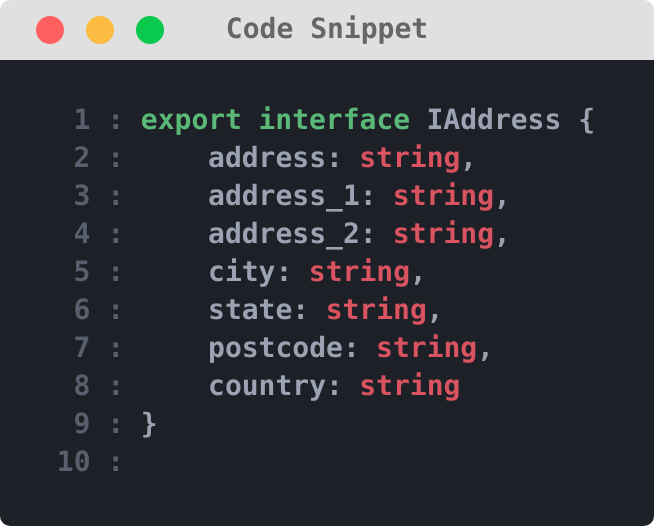 Code Snippet
1 : export interface IAddress {
2 :     address: string,
3 :     address_1: string,
4 :     address_2: string,
5 :     city: string,
6 :     state: string,
7 :     postcode: string,
8 :     country: string
9 : }
10 :